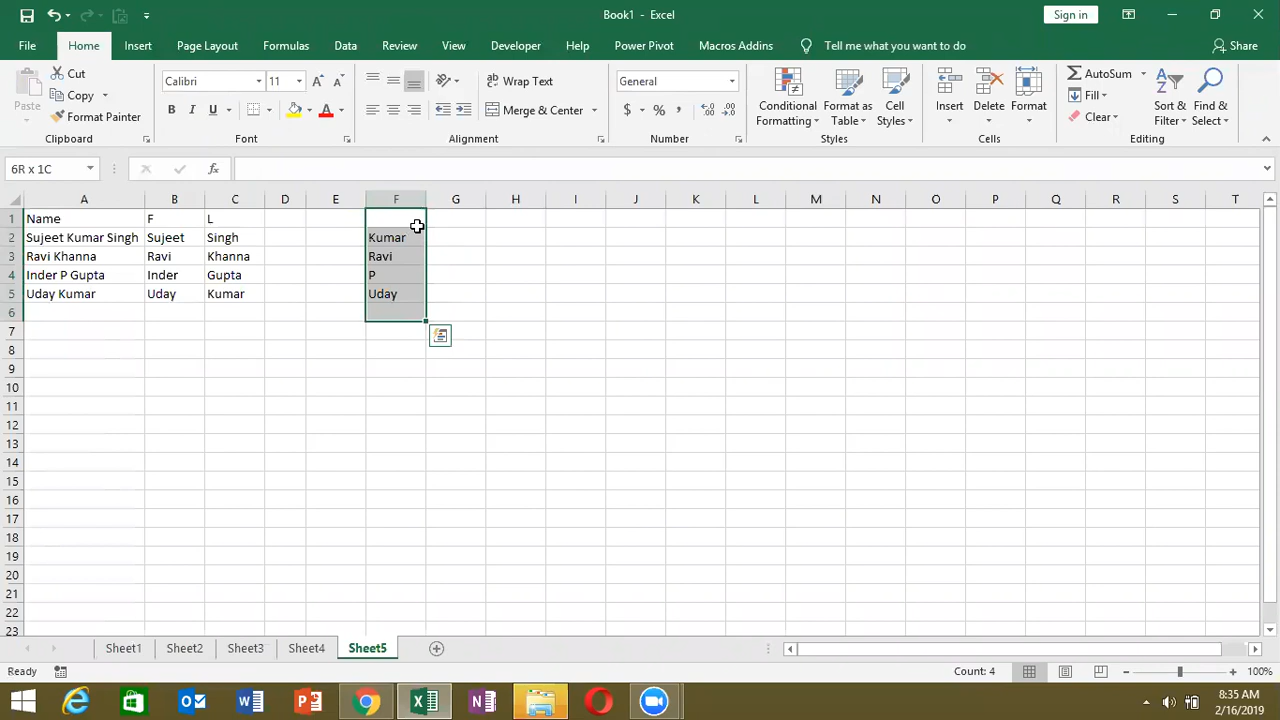 Book1 - Excel
Sign in
File Home Insert Page Layout Formulas Data Review View Developer Help Power Pivot Macros Addins Tell me what you want to do Share
Paste
Cut
Copy
Format Painter
Clipboard
Calibri 11
B I U
Font
Wrap Text
Merge & Center
Alignment
General
$ % ,
Number
Conditional Formatting
Format as Table
Cell Styles
Styles
Insert
Delete
Format
Cells
AutoSum
Fill
Clear
Sort & Filter
Find & Select
Editing
6R x 1C fx
A B C D E F G H I J K L M N O P Q R S T
1 Name F L
2 Sujeet Kumar Singh Sujeet Singh Kumar
3 Ravi Khanna Ravi Khanna Ravi
4 Inder P Gupta Inder Gupta P
5 Uday Kumar Uday Kumar Uday
6
7
8
9
10
11
12
13
14
15
16
17
18
19
20
21
22
23
Sheet1 Sheet2 Sheet3 Sheet4 Sheet5
Ready Count: 4 100%
8:35 AM
2/16/2019